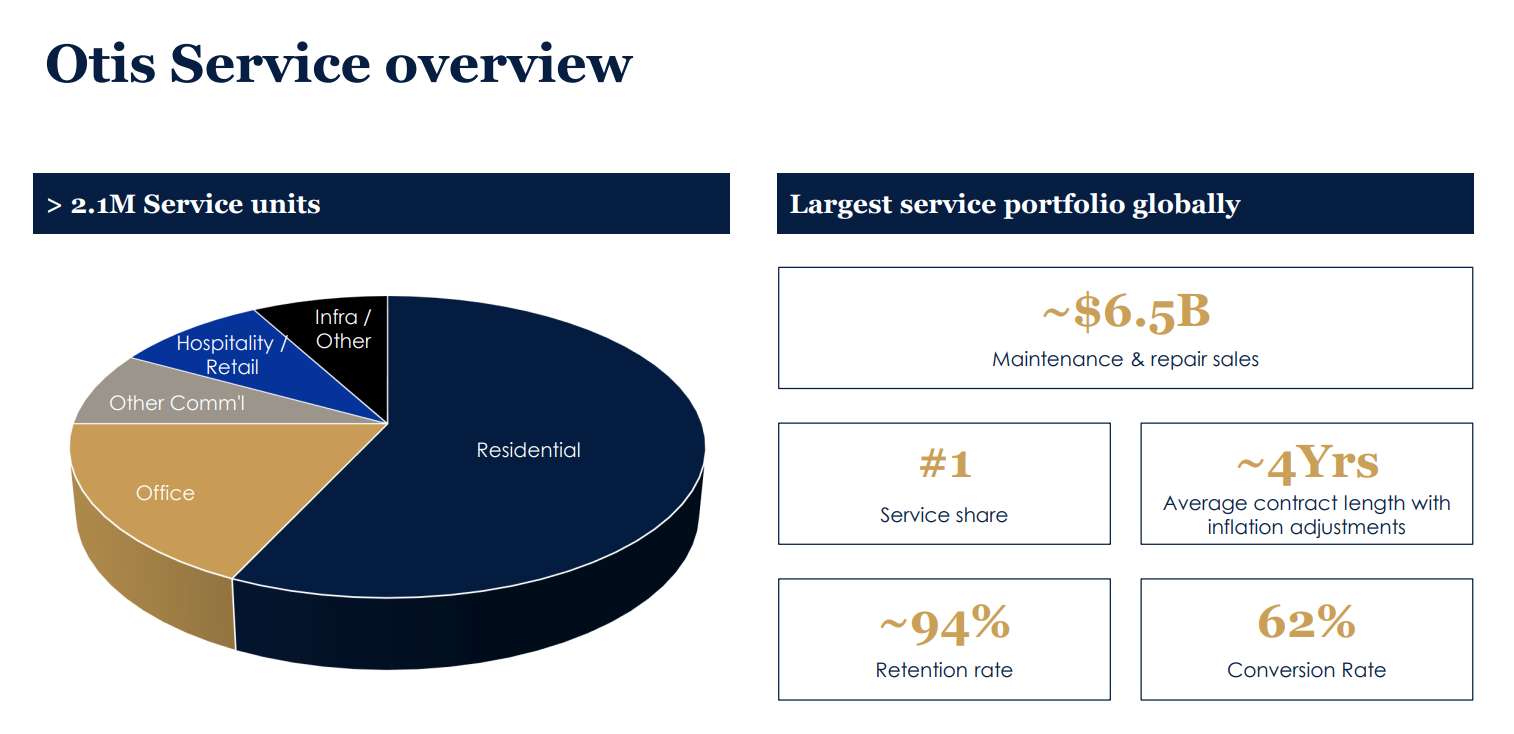 Otis Service overview
> 2.1M Service units
Infra /
Other
Hospitality /
Retail
Other Comm'l
Residential
Office
Largest service portfolio globally
~$6.5B
Maintenance & repair sales
#1
Service share
~4Yrs
Average contract length with
inflation adjustments
~94%
Retention rate
62%
Conversion Rate